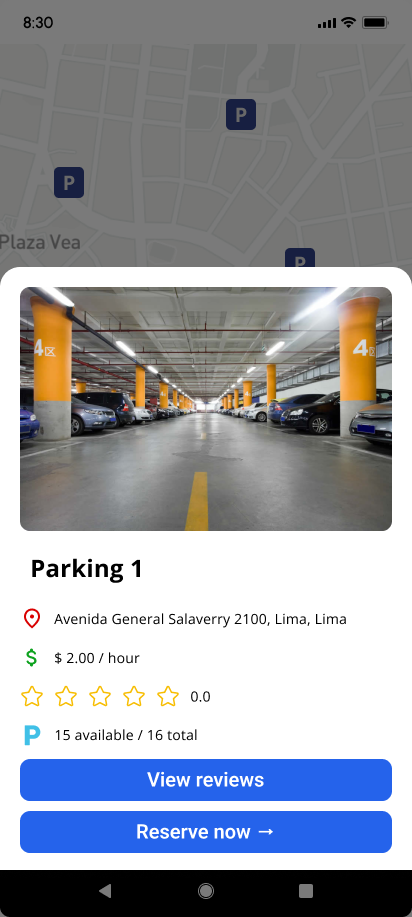 8:30
P
P
Plaza Vea
P
4区
4区
Parking 1
Avenida General Salaverry 2100, Lima, Lima
$ $ 2.00 / hour
0.0
P 15 available / 16 total
View reviews
Reserve now →